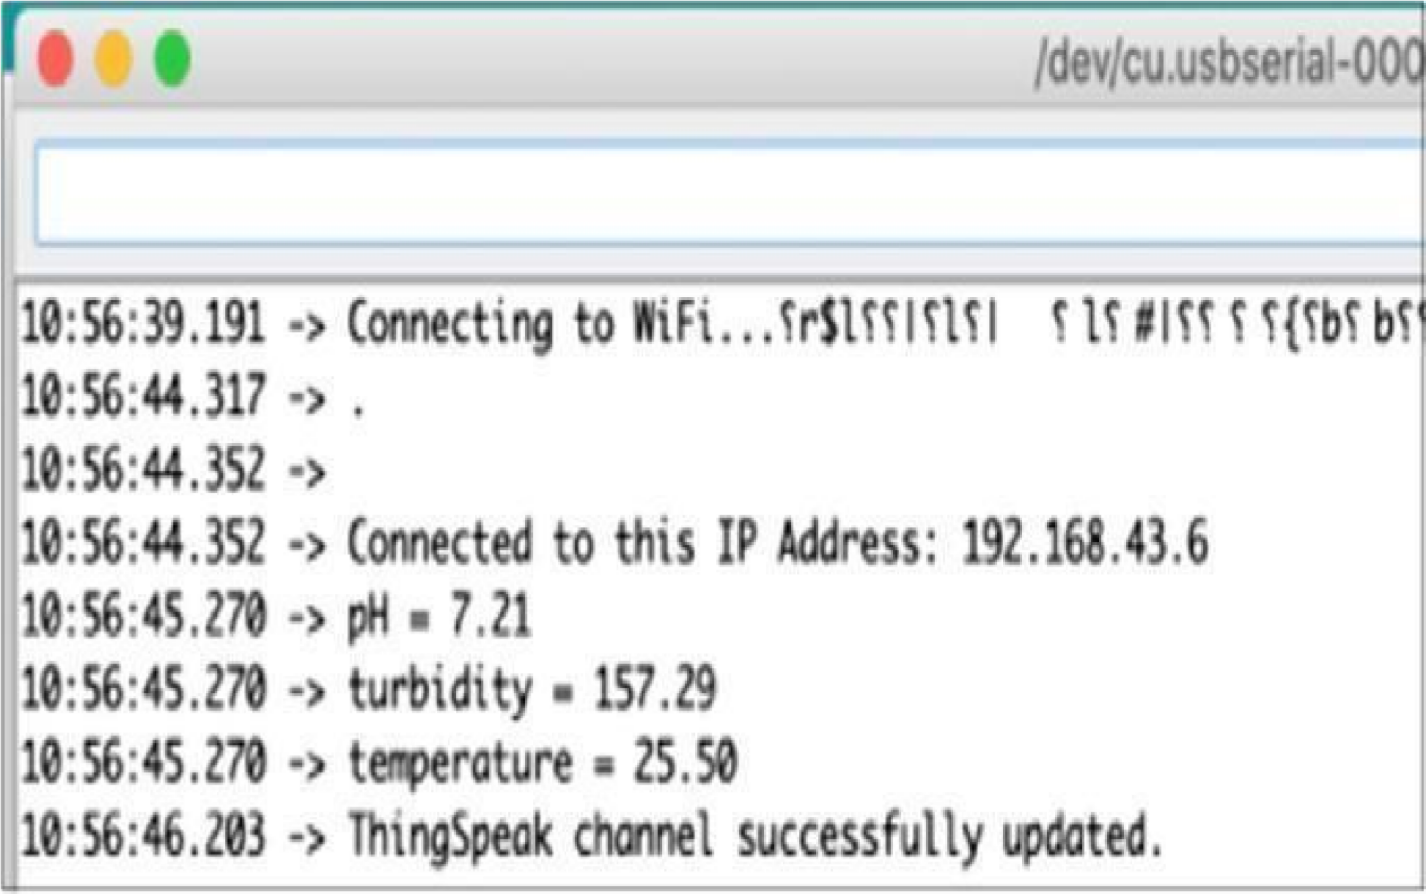 /dev/cu.usbserial-000
10:56:39.191 -> Connecting to WiFi...⸮r$l⸮⸮|⸮l⸮| ⸮ l⸮ #|⸮⸮ ⸮ ⸮{⸮b⸮ b⸮⸮
10:56:44.317 -> .
10:56:44.352 ->
10:56:44.352 -> Connected to this IP Address: 192.168.43.6
10:56:45.270 -> pH = 7.21
10:56:45.270 -> turbidity = 157.29
10:56:45.270 -> temperature = 25.50
10:56:46.203 -> ThingSpeak channel successfully updated.